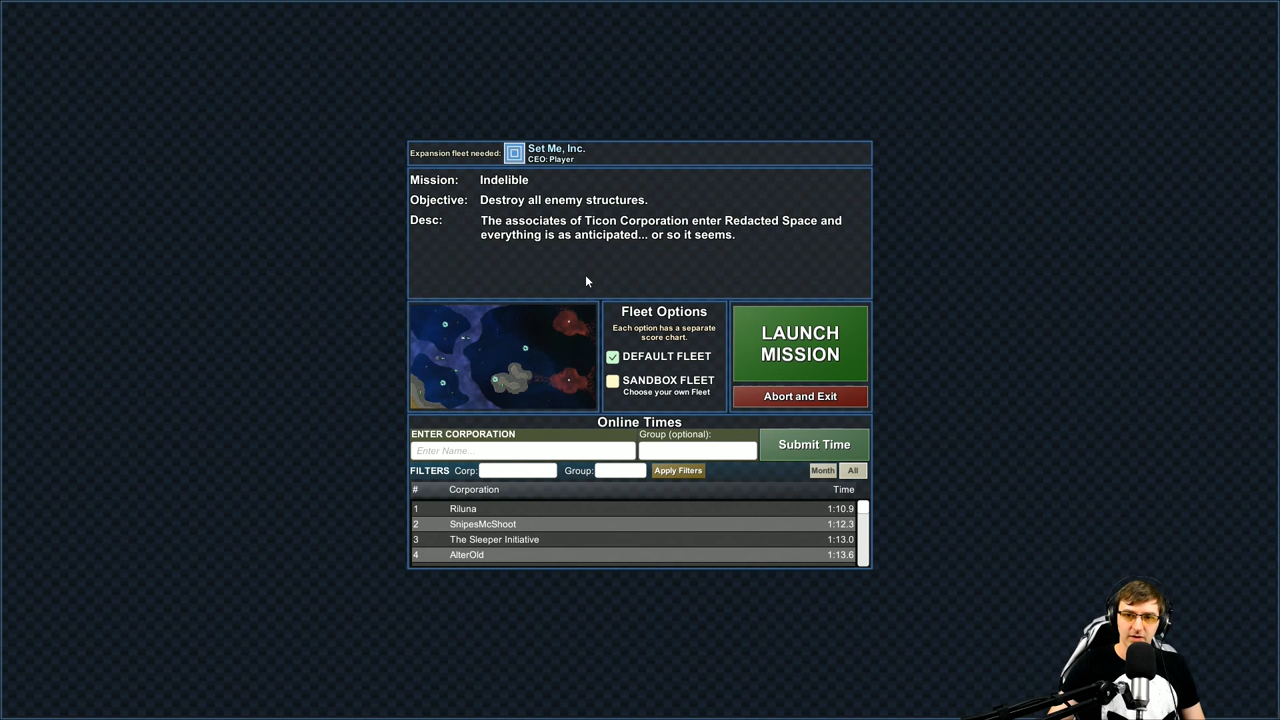 Expansion fleet needed: Set Me, Inc.
CEO: Player
Mission: Indelible
Objective: Destroy all enemy structures.
Desc: The associates of Ticon Corporation enter Redacted Space and
everything is as anticipated... or so it seems.
Fleet Options
Each option has a separate
score chart.
DEFAULT FLEET
SANDBOX FLEET
Choose your own Fleet
LAUNCH
MISSION
Abort and Exit
Online Times
ENTER CORPORATION Group (optional):
Enter Name... Submit Time
FILTERS Corp: Group: Apply Filters Month All
# Corporation Time
1 Riluna 1:10.9
2 SnipesMcShoot 1:12.3
3 The Sleeper Initiative 1:13.0
4 AlterOld 1:13.6